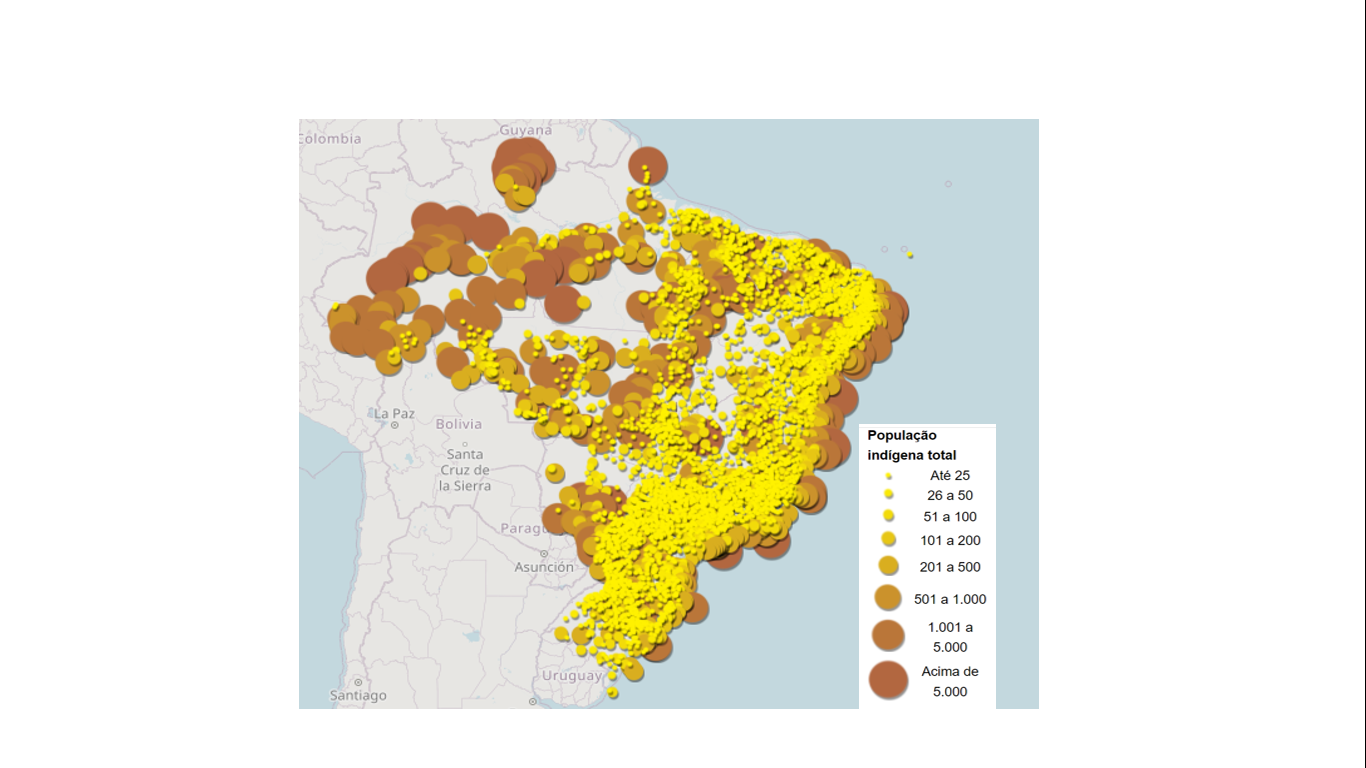 Guyana
Colombia
La Paz
Bolivia
Santa
Cruz de
la Sierra
Parag
Asunción
Uruguay
Santiago
População
indígena total
Até 25
26 a 50
51 a 100
101 a 200
201 a 500
501 a 1.000
1.001 a
5.000
Acima de
5.000